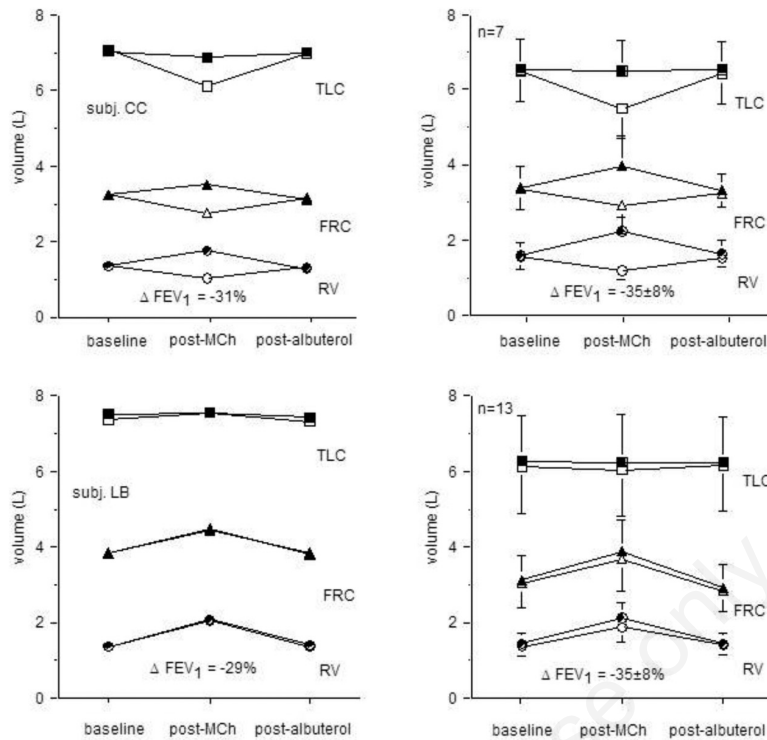 8
6
4
2
0
volume (L)
subj. CC
TLC
FRC
RV
Δ FEV1 = -31%
baseline post-MCh post-albuterol
8
6
4
2
0
volume (L)
n=7
TLC
FRC
RV
Δ FEV1 = -35±8%
baseline post-MCh post-albuterol
8
6
4
2
0
volume (L)
subj. LB
TLC
FRC
RV
Δ FEV1 = -29%
baseline post-MCh post-albuterol
8
6
4
2
0
volume (L)
n=13
TLC
FRC
RV
Δ FEV1 = -35±8%
baseline post-MCh post-albuterol
se only